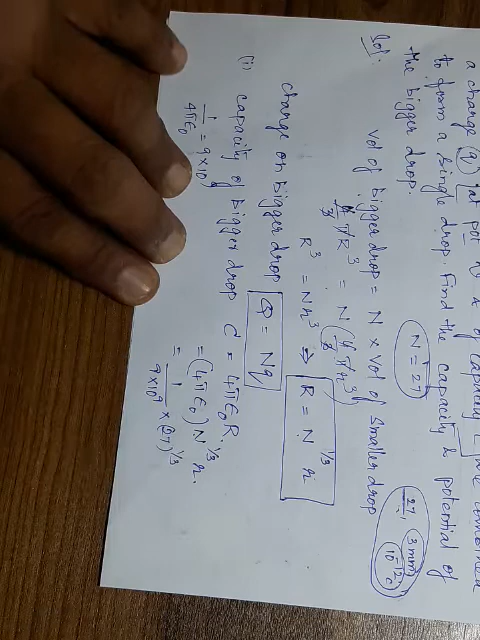 a charge (q) at pot V & of capacity C are combined
to form a single drop. Find the capacity & potential of
the bigger drop.
N = 27
27, 3mm, 10⁻¹² C
Sol.
Vol of bigger drop = N × vol of smaller drop
4/3 πR³ = N (4/3 πr³)
R³ = Nr³ ⇒ R = N^1/3 r
charge on bigger drop Q = Nq
(i) capacity of bigger drop C = 4πε₀R.
= (4πε₀) N^1/3 r.
1/4πε₀ = 9 × 10⁹
= 1/9×10⁹ × (27)^1/3